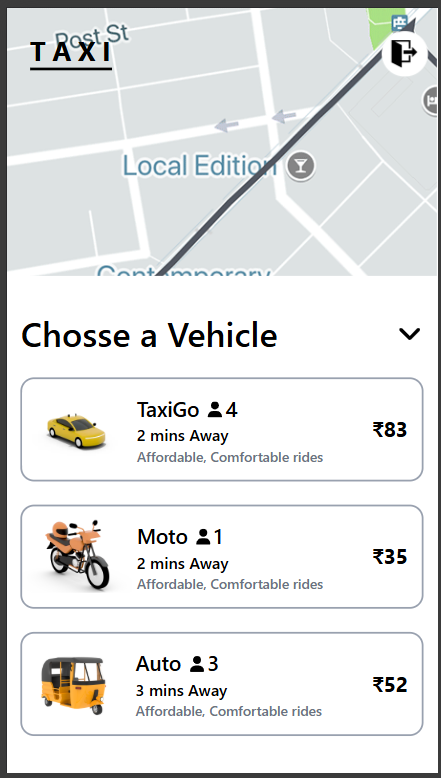 Post St
TAXI
Local Edition
Contemporary
Chosse a Vehicle
TaxiGo 4
2 mins Away
Affordable, Comfortable rides
₹83
Moto 1
2 mins Away
Affordable, Comfortable rides
₹35
Auto 3
3 mins Away
Affordable, Comfortable rides
₹52